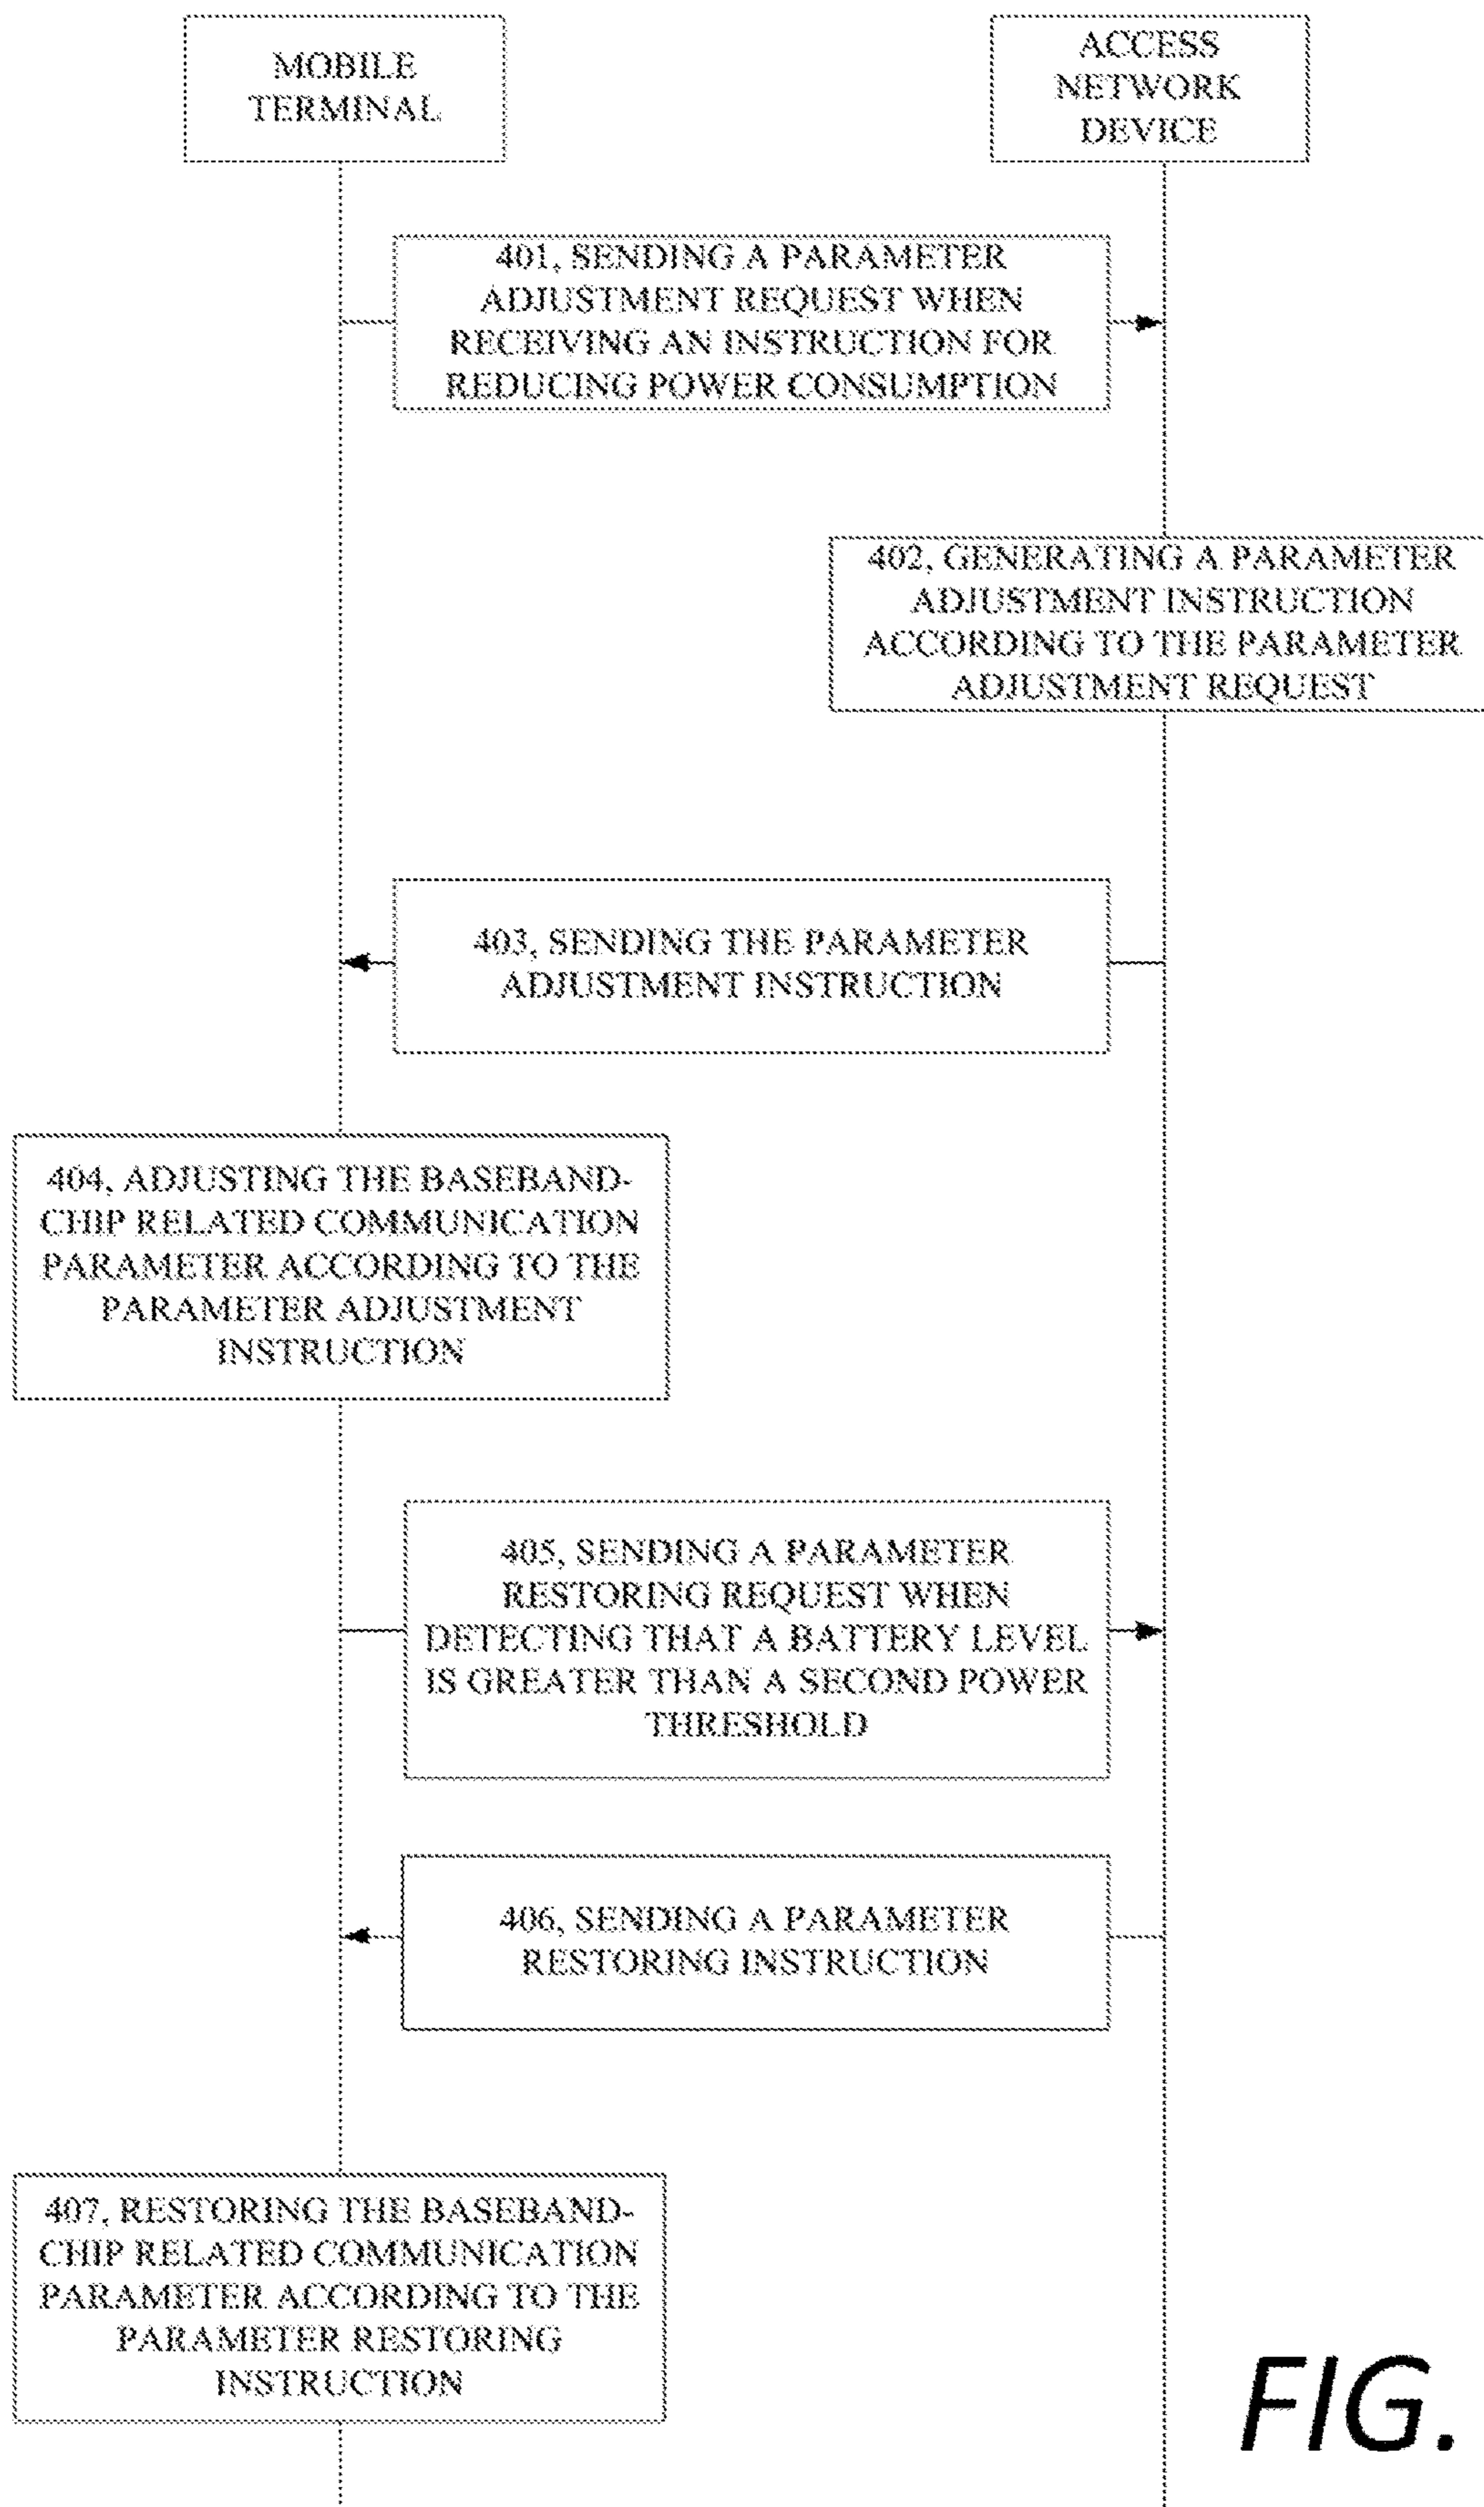 MOBILE
TERMINAL
ACCESS
NETWORK
DEVICE
401, SENDING A PARAMETER
ADJUSTMENT REQUEST WHEN
RECEIVING AN INSTRUCTION FOR
REDUCING POWER CONSUMPTION
402, GENERATING A PARAMETER
ADJUSTMENT INSTRUCTION
ACCORDING TO THE PARAMETER
ADJUSTMENT REQUEST
403, SENDING THE PARAMETER
ADJUSTMENT INSTRUCTION
404, ADJUSTING THE BASEBAND-
CHIP RELATED COMMUNICATION
PARAMETER ACCORDING TO THE
PARAMETER ADJUSTMENT
INSTRUCTION
405, SENDING A PARAMETER
RESTORING REQUEST WHEN
DETECTING THAT A BATTERY LEVEL
IS GREATER THAN A SECOND POWER
THRESHOLD
406, SENDING A PARAMETER
RESTORING INSTRUCTION
407, RESTORING THE BASEBAND-
CHIP RELATED COMMUNICATION
PARAMETER ACCORDING TO THE
PARAMETER RESTORING
INSTRUCTION
FIG.